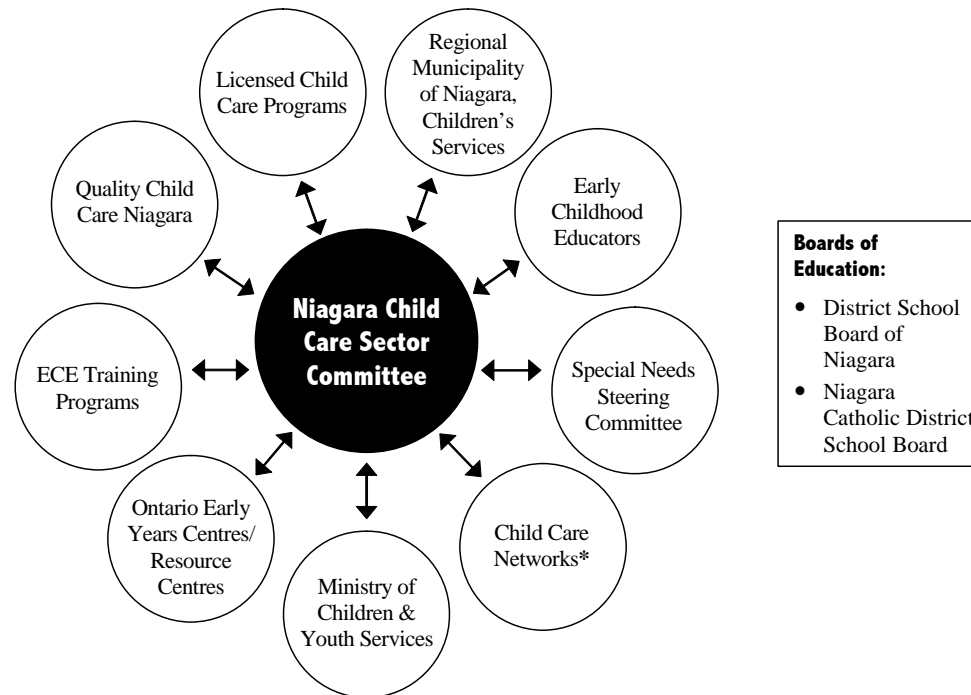 Licensed Child
Care Programs
Regional
Municipality
of Niagara,
Children’s
Services
Quality Child
Care Niagara
Early
Childhood
Educators
Niagara Child
Care Sector
Committee
ECE Training
Programs
Special Needs
Steering
Committee
Ontario Early
Years Centres/
Resource
Centres
Ministry of
Children &
Youth Services
Child Care
Networks*
Boards of
Education:
• District School
Board of
Niagara
• Niagara
Catholic District
School Board